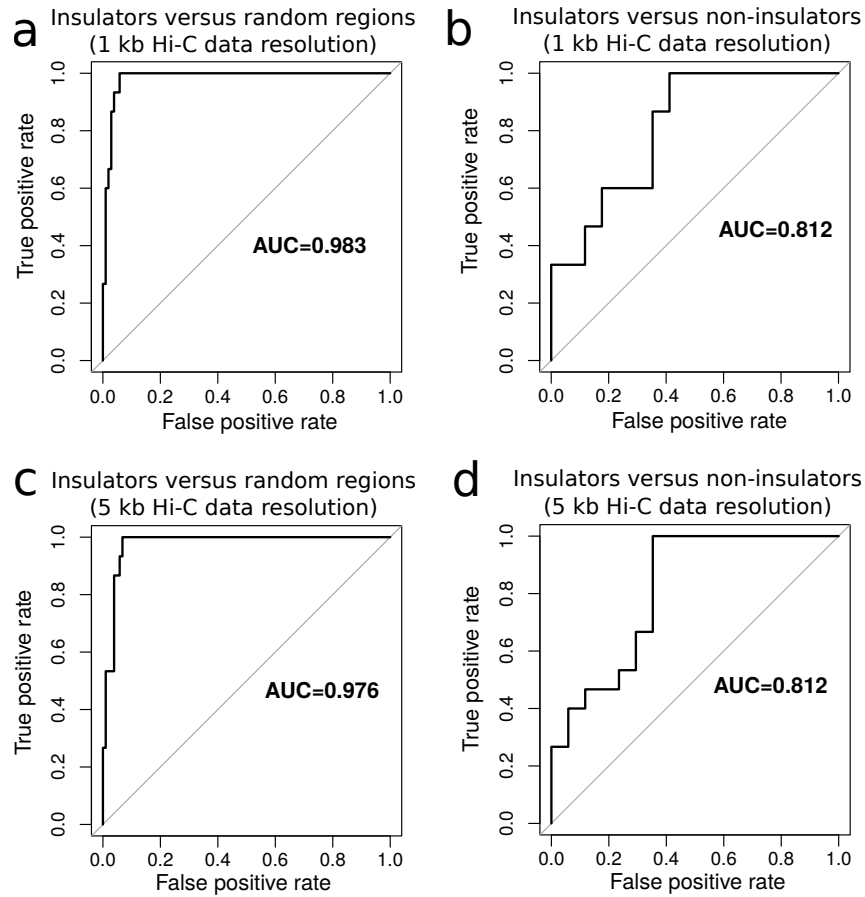 a
Insulators versus random regions
(1 kb Hi-C data resolution)
True positive rate
1.0
0.8
0.6
0.4
0.2
0.0
AUC=0.983
0.0 0.2 0.4 0.6 0.8 1.0
False positive rate
b
Insulators versus non-insulators
(1 kb Hi-C data resolution)
True positive rate
1.0
0.8
0.6
0.4
0.2
0.0
AUC=0.812
0.0 0.2 0.4 0.6 0.8 1.0
False positive rate
c
Insulators versus random regions
(5 kb Hi-C data resolution)
True positive rate
1.0
0.8
0.6
0.4
0.2
0.0
AUC=0.976
0.0 0.2 0.4 0.6 0.8 1.0
False positive rate
d
Insulators versus non-insulators
(5 kb Hi-C data resolution)
True positive rate
1.0
0.8
0.6
0.4
0.2
0.0
AUC=0.812
0.0 0.2 0.4 0.6 0.8 1.0
False positive rate